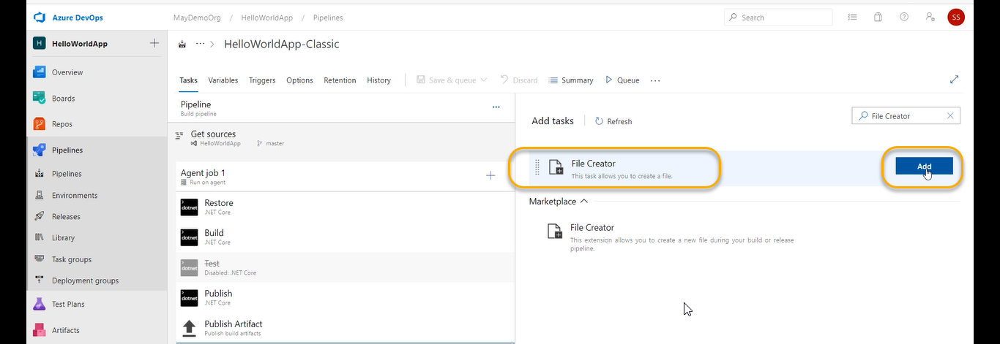 Azure DevOps
MayDemoOrg / HelloWorldApp / Pipelines
Search
SS
H HelloWorldApp
HelloWorldApp-Classic
Overview
Boards
Repos
Pipelines
Pipelines
Environments
Releases
Library
Task groups
Deployment groups
Test Plans
Artifacts
Tasks Variables Triggers Options Retention History Save & queue Discard Summary Queue ...
Pipeline
Build pipeline
Get sources
HelloWorldApp master
Agent job 1
Run on agent
dotnet Restore
.NET Core
dotnet Build
.NET Core
dotnet Test
Disabled: .NET Core
dotnet Publish
.NET Core
Publish Artifact
Publish build artifacts
Add tasks Refresh
File Creator
File Creator
This task allows you to create a file.
Add
Marketplace
File Creator
This extension allows you to create a new file during your build or release
pipeline.